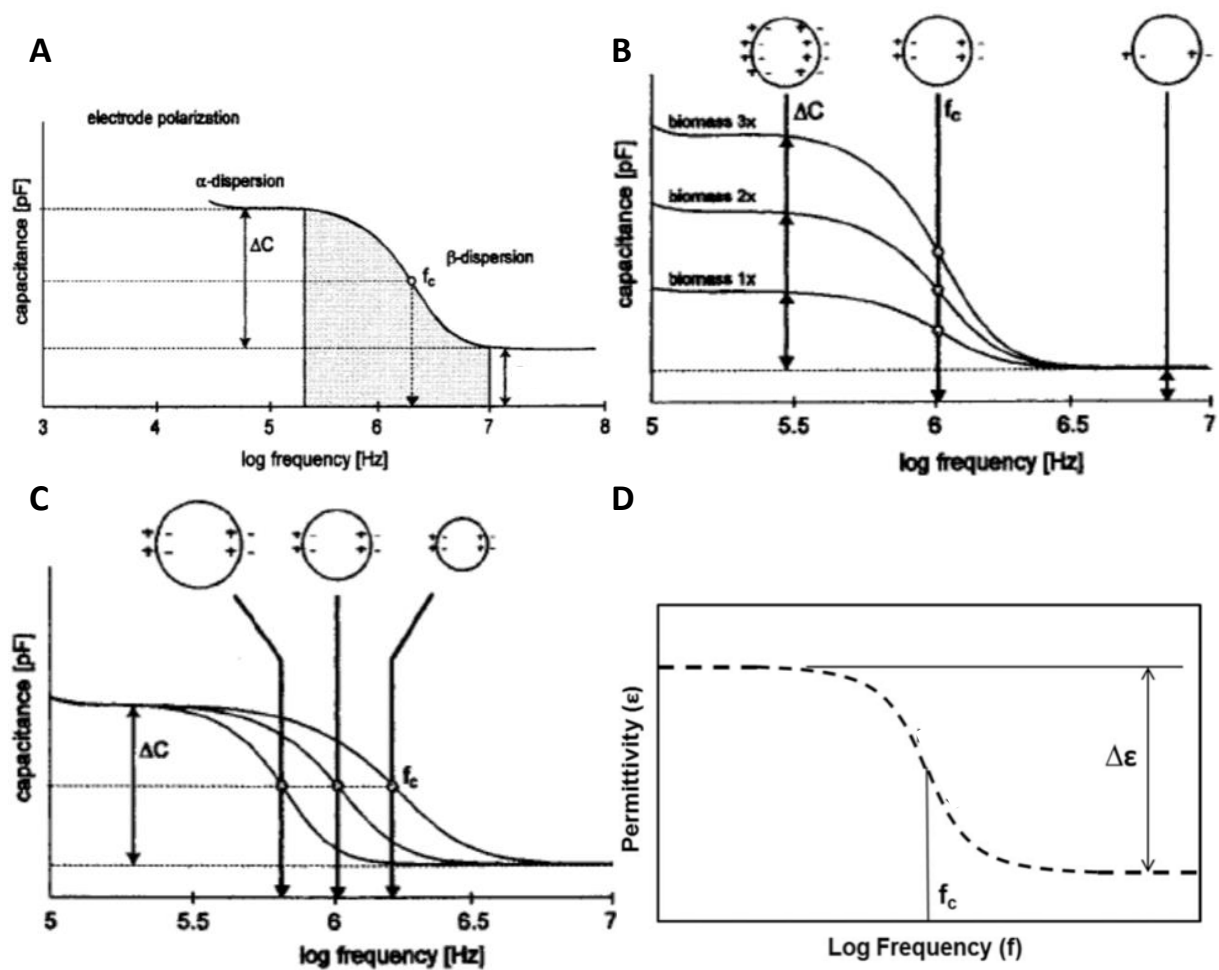 A
electrode polarization
α-dispersion
capacitance [pF]
ΔC
β-dispersion
fc
3 4 5 6 7 8
log frequency [Hz]
B
+ - + - + - + - + - + - + - + -
+ - + - + - + -
+ - + -
ΔC
fc
biomass 3x
biomass 2x
biomass 1x
capacitance [pF]
5 5.5 6 6.5 7
log frequency [Hz]
C
+ - + - + - + -
+ - + - + - + -
+ - + - + - + -
capacitance [pF]
ΔC
fc
5 5.5 6 6.5 7
log frequency [Hz]
D
Permittivity (ε)
Δε
fc
Log Frequency (f)